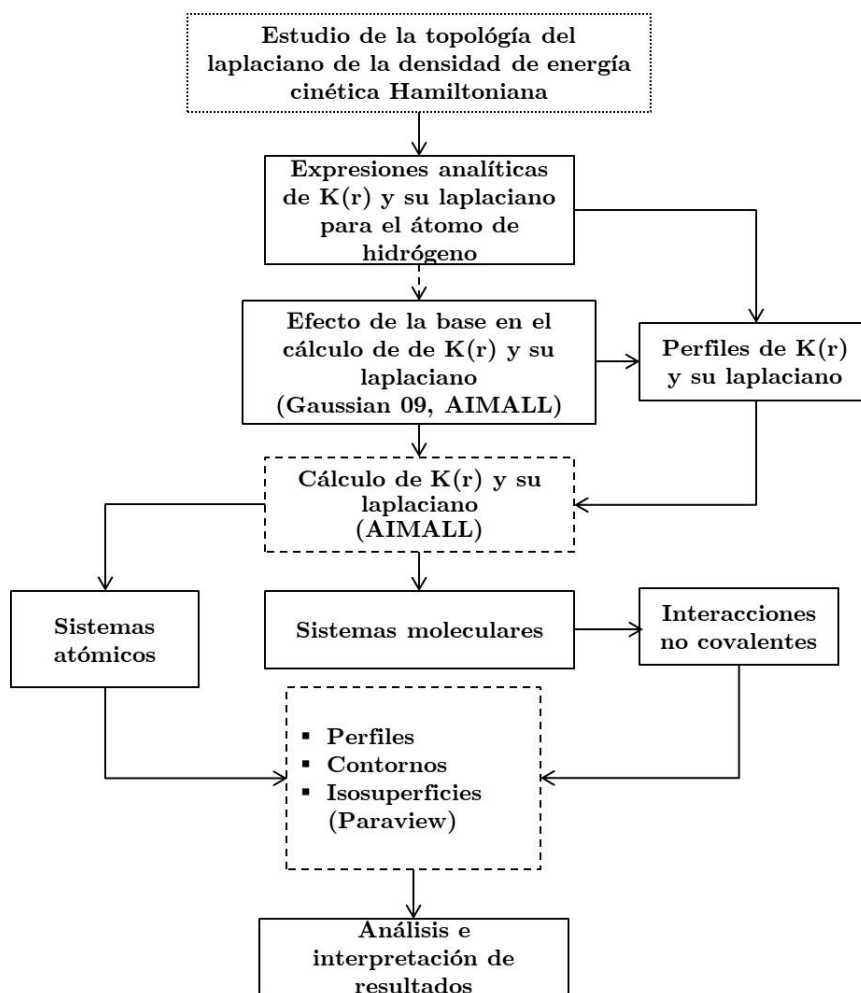 Estudio de la topológía del
laplaciano de la densidad de energía
cinética Hamiltoniana
Expresiones analíticas
de K(r) y su laplaciano
para el átomo de
hidrógeno
Efecto de la base en el
cálculo de de K(r) y su
laplaciano
(Gaussian 09, AIMALL)
Perfiles de K(r)
y su laplaciano
Cálculo de K(r) y su
laplaciano
(AIMALL)
Sistemas
atómicos
Sistemas moleculares
Interacciones
no covalentes
▪ Perfiles
▪ Contornos
▪ Isosuperficies
(Paraview)
Análisis e
interpretación de
resultados